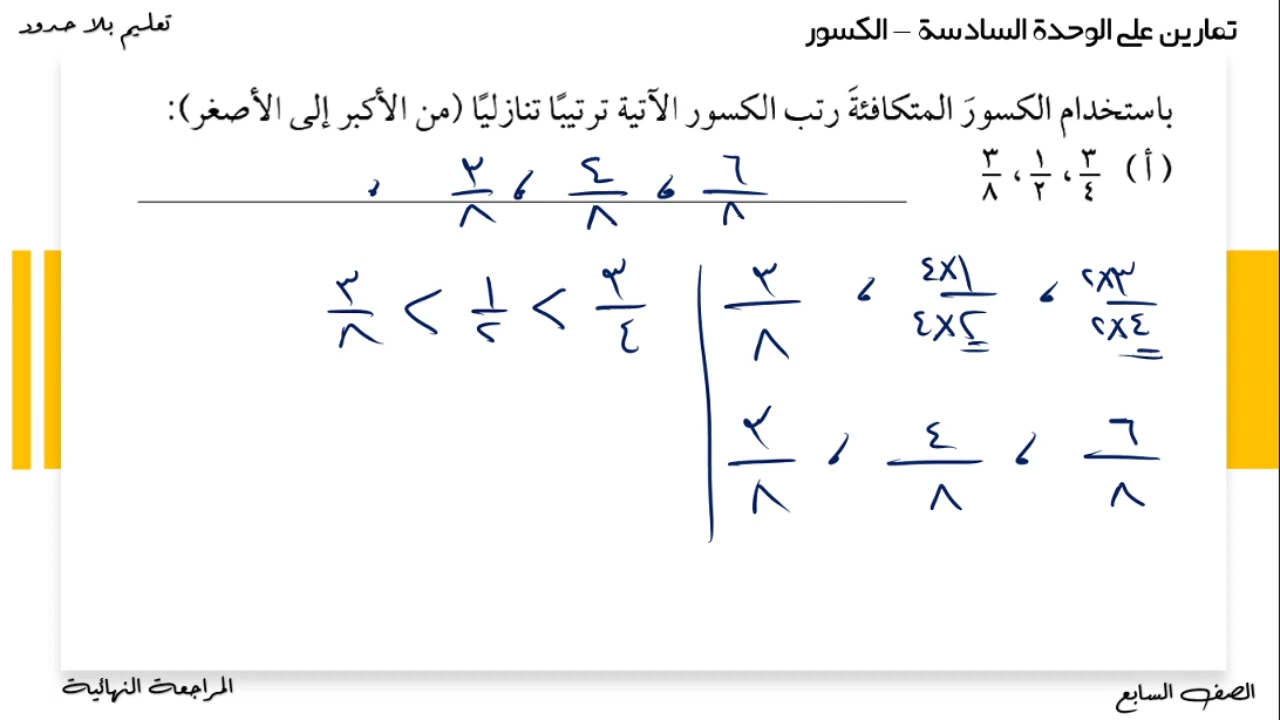 تمارين على الوحدة السادسة – الكسور
تعليم بلا حدود
باستخدام الكسورَ المتكافئةَ رتب الكسور الآتية ترتيبًا تنازليًا (من الأكبر إلى الأصغر):
(أ) ٣/٤ ، ١/٢ ، ٣/٨
٦/٨ ، ٤/٨ ، ٣/٨ ،
٣×٢/٤×٢ ، ١×٤/٢×٤ ، ٣/٨ | ٣/٤ > ١/٢ > ٣/٨
٦/٨ ، ٤/٨ ، ٣/٨
الصف السابع
المراجعة النهائية